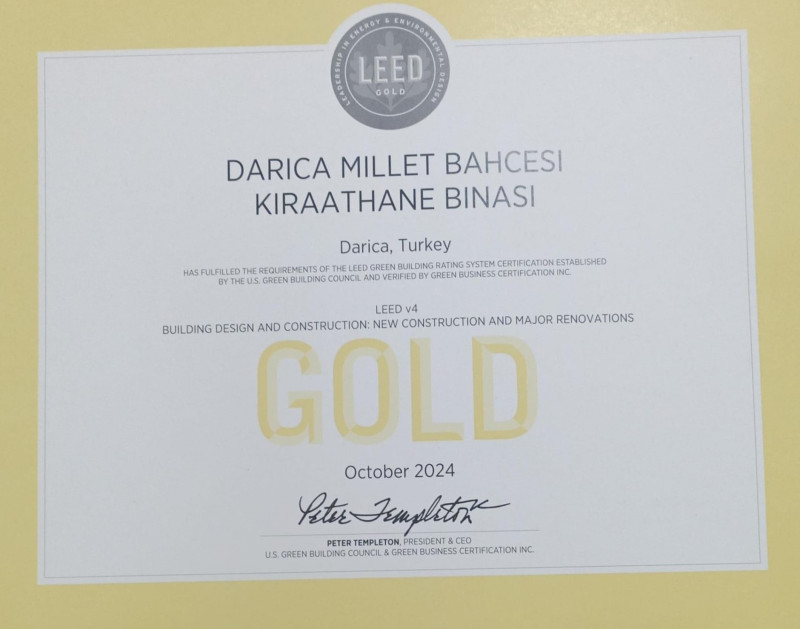 LEADERSHIP IN ENERGY & ENVIRONMENTAL DESIGN
LEED
GOLD
DARICA MILLET BAHCESI
KIRAATHANE BINASI
Darica, Turkey
HAS FULFILLED THE REQUIREMENTS OF THE LEED GREEN BUILDING RATING SYSTEM CERTIFICATION ESTABLISHED
BY THE U.S. GREEN BUILDING COUNCIL AND VERIFIED BY GREEN BUSINESS CERTIFICATION INC.
LEED v4
BUILDING DESIGN AND CONSTRUCTION: NEW CONSTRUCTION AND MAJOR RENOVATIONS
GOLD
October 2024
Peter Templeton
PETER TEMPLETON, PRESIDENT & CEO
U.S. GREEN BUILDING COUNCIL & GREEN BUSINESS CERTIFICATION INC.